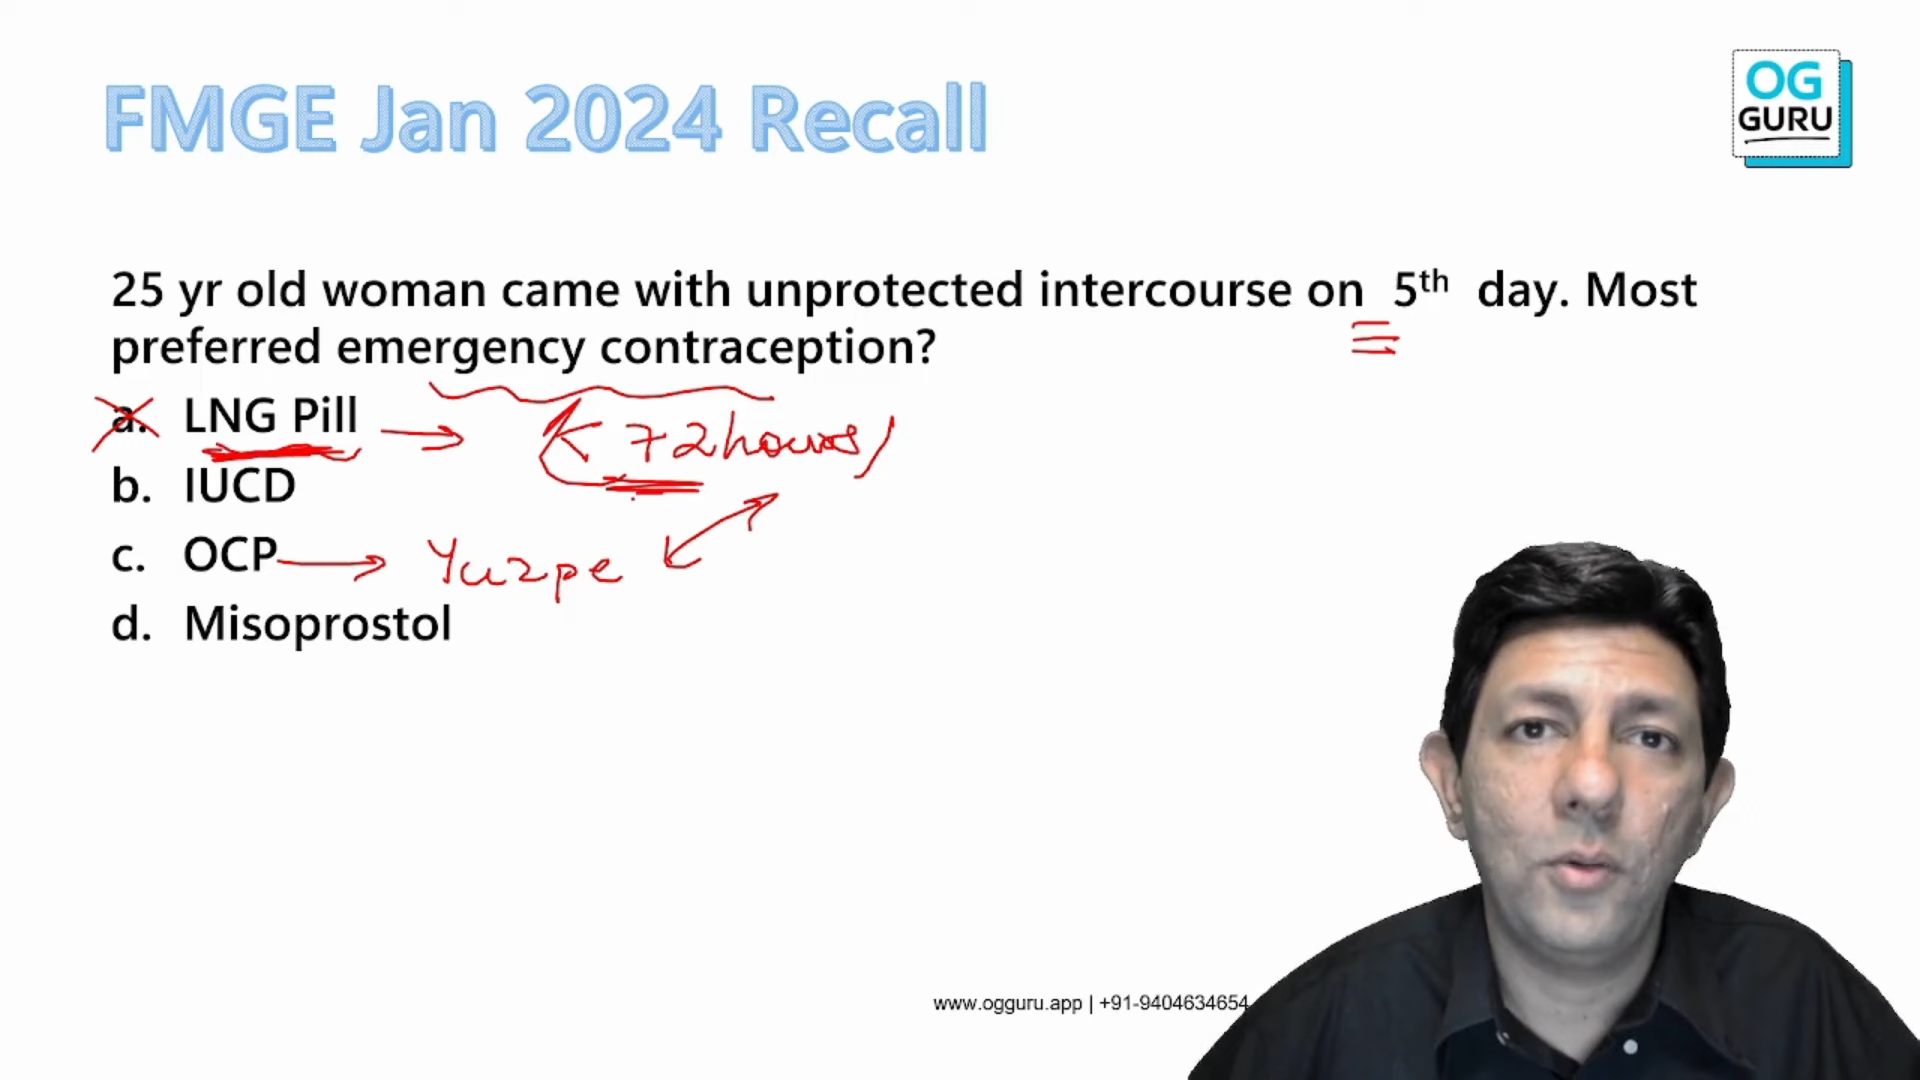 FMGE Jan 2024 Recall
OG
GURU
25 yr old woman came with unprotected intercourse on 5th day. Most
preferred emergency contraception?
a. LNG Pill
< 72 hours
b. IUCD
c. OCP
Yuzpe
d. Misoprostol
www.ogguru.app | +91-9404634654